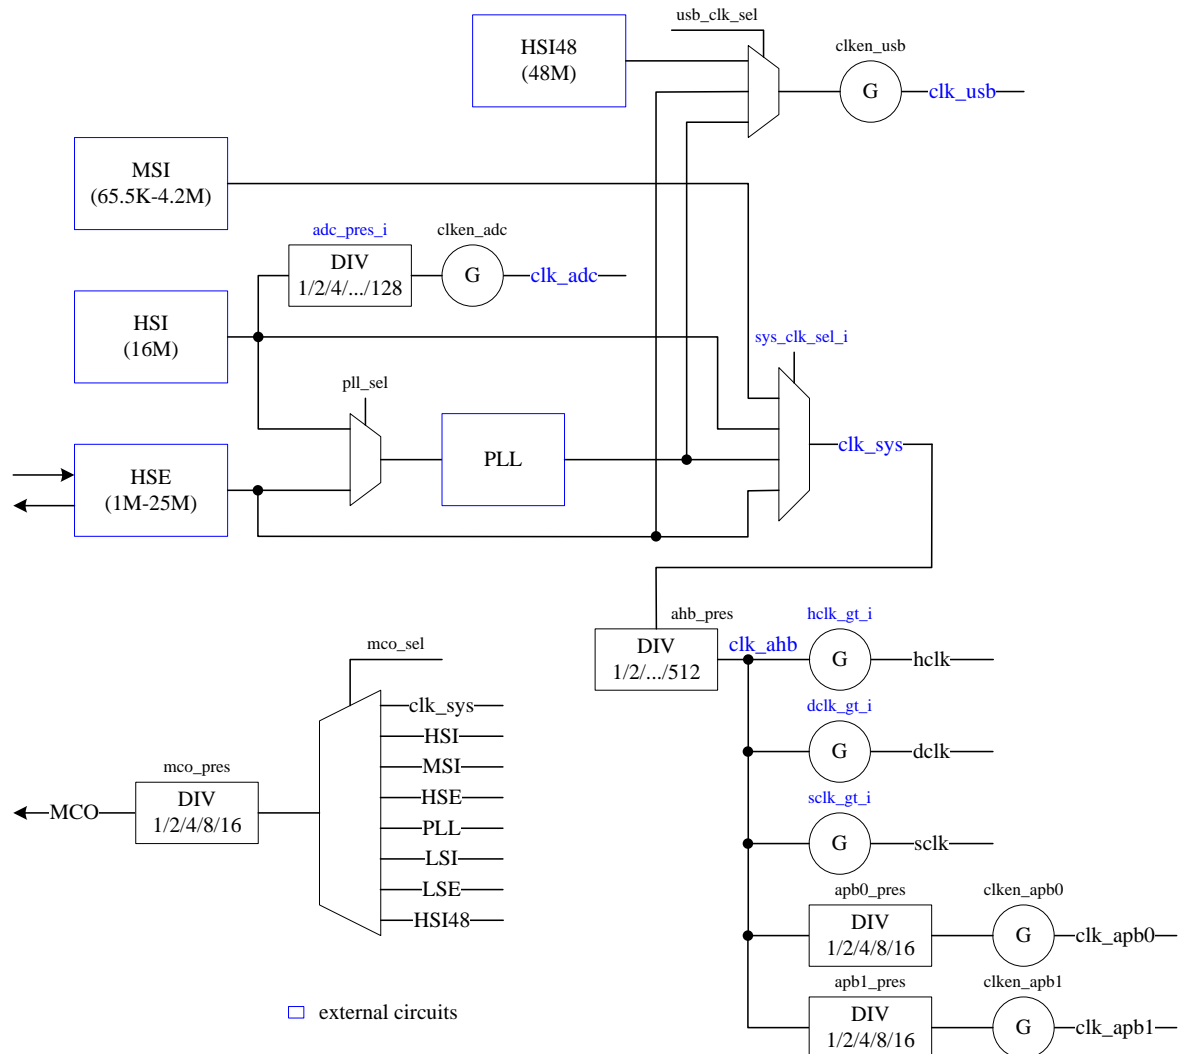 usb_clk_sel
HSI48
(48M)
clken_usb
G
clk_usb
MSI
(65.5K-4.2M)
adc_pres_i
DIV
1/2/4/.../128
clken_adc
G
clk_adc
HSI
(16M)
sys_clk_sel_i
pll_sel
PLL
clk_sys
HSE
(1M-25M)
ahb_pres
DIV
1/2/.../512
clk_ahb
hclk_gt_i
G
hclk
dclk_gt_i
G
dclk
sclk_gt_i
G
sclk
apb0_pres
DIV
1/2/4/8/16
clken_apb0
G
clk_apb0
apb1_pres
DIV
1/2/4/8/16
clken_apb1
G
clk_apb1
mco_sel
clk_sys
HSI
MSI
HSE
PLL
LSI
LSE
HSI48
mco_pres
DIV
1/2/4/8/16
MCO
external circuits